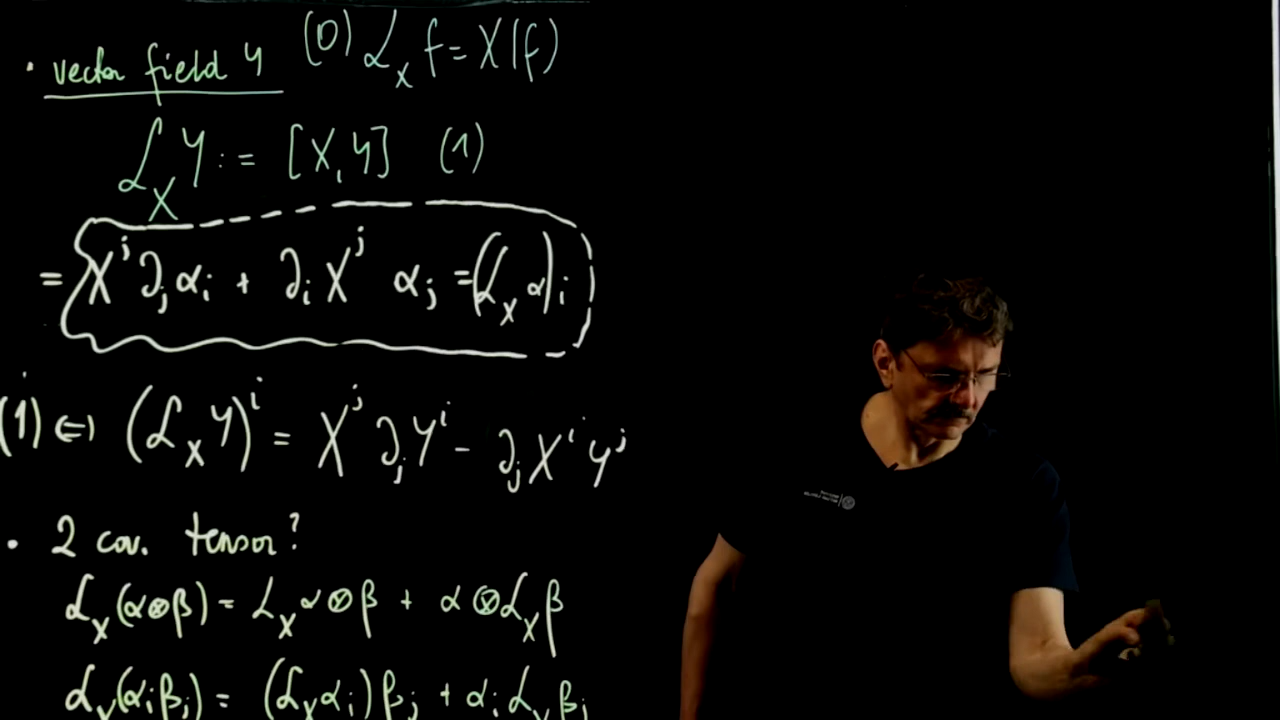 • vector field Y (0) ℒ_X f = X(f)
ℒ_X Y := [X, Y] (1)
= X^j ∂_j α_i + ∂_i X^j α_j = (ℒ_X α)_i
(1) ⇔ (ℒ_X Y)^i = X^j ∂_j Y^i - ∂_j X^i Y^j
• 2 cov. tensor?
ℒ_X (α⊗β) = ℒ_X α⊗β + α⊗ℒ_X β
ℒ_X (α_i β_j) = (ℒ_X α_i) β_j + α_i ℒ_X β_j